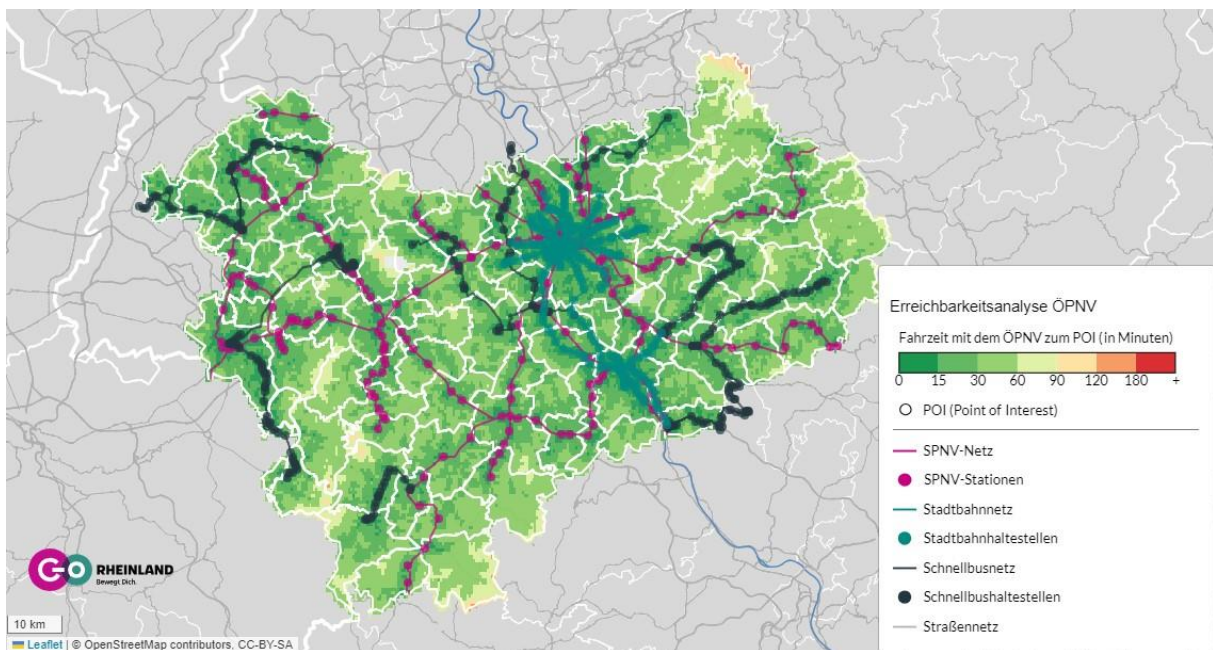 Erreichbarkeitsanalyse ÖPNV
Fahrzeit mit dem ÖPNV zum POI (in Minuten)
0 15 30 60 90 120 180 +
POI (Point of Interest)
SPNV-Netz
SPNV-Stationen
Stadtbahnnetz
Stadtbahnhaltestellen
Schnellbusnetz
Schnellbushaltestellen
Straßennetz
GO RHEINLAND
Bewegt Dich.
10 km
Leaflet | © OpenStreetMap contributors, CC-BY-SA